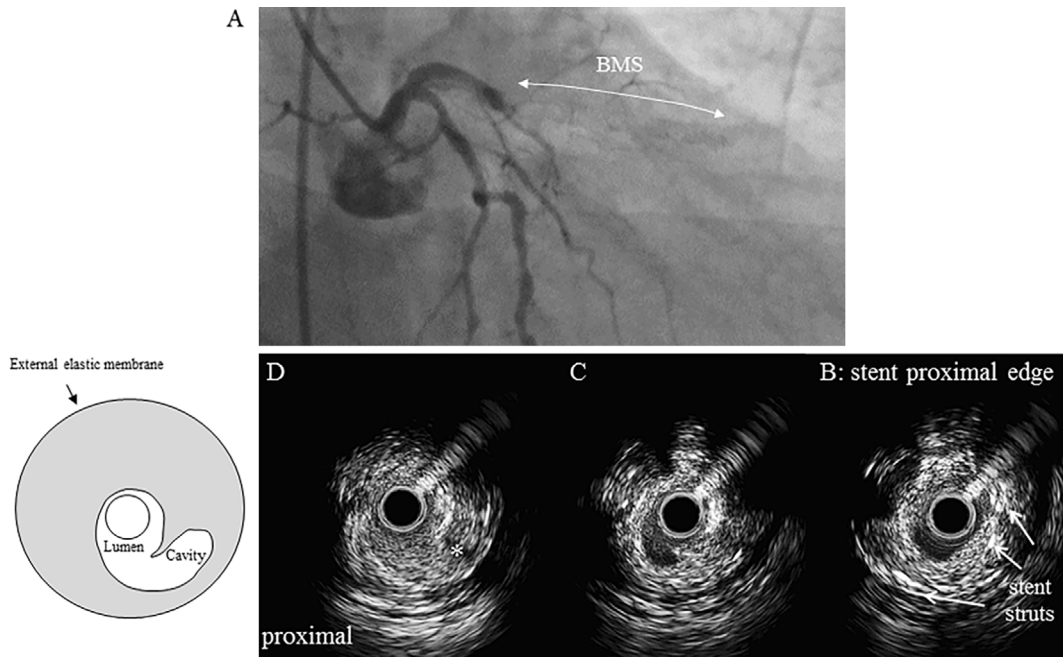 A
BMS
External elastic membrane
Lumen
Cavity
D
proximal
*
C
B: stent proximal edge
stent
struts